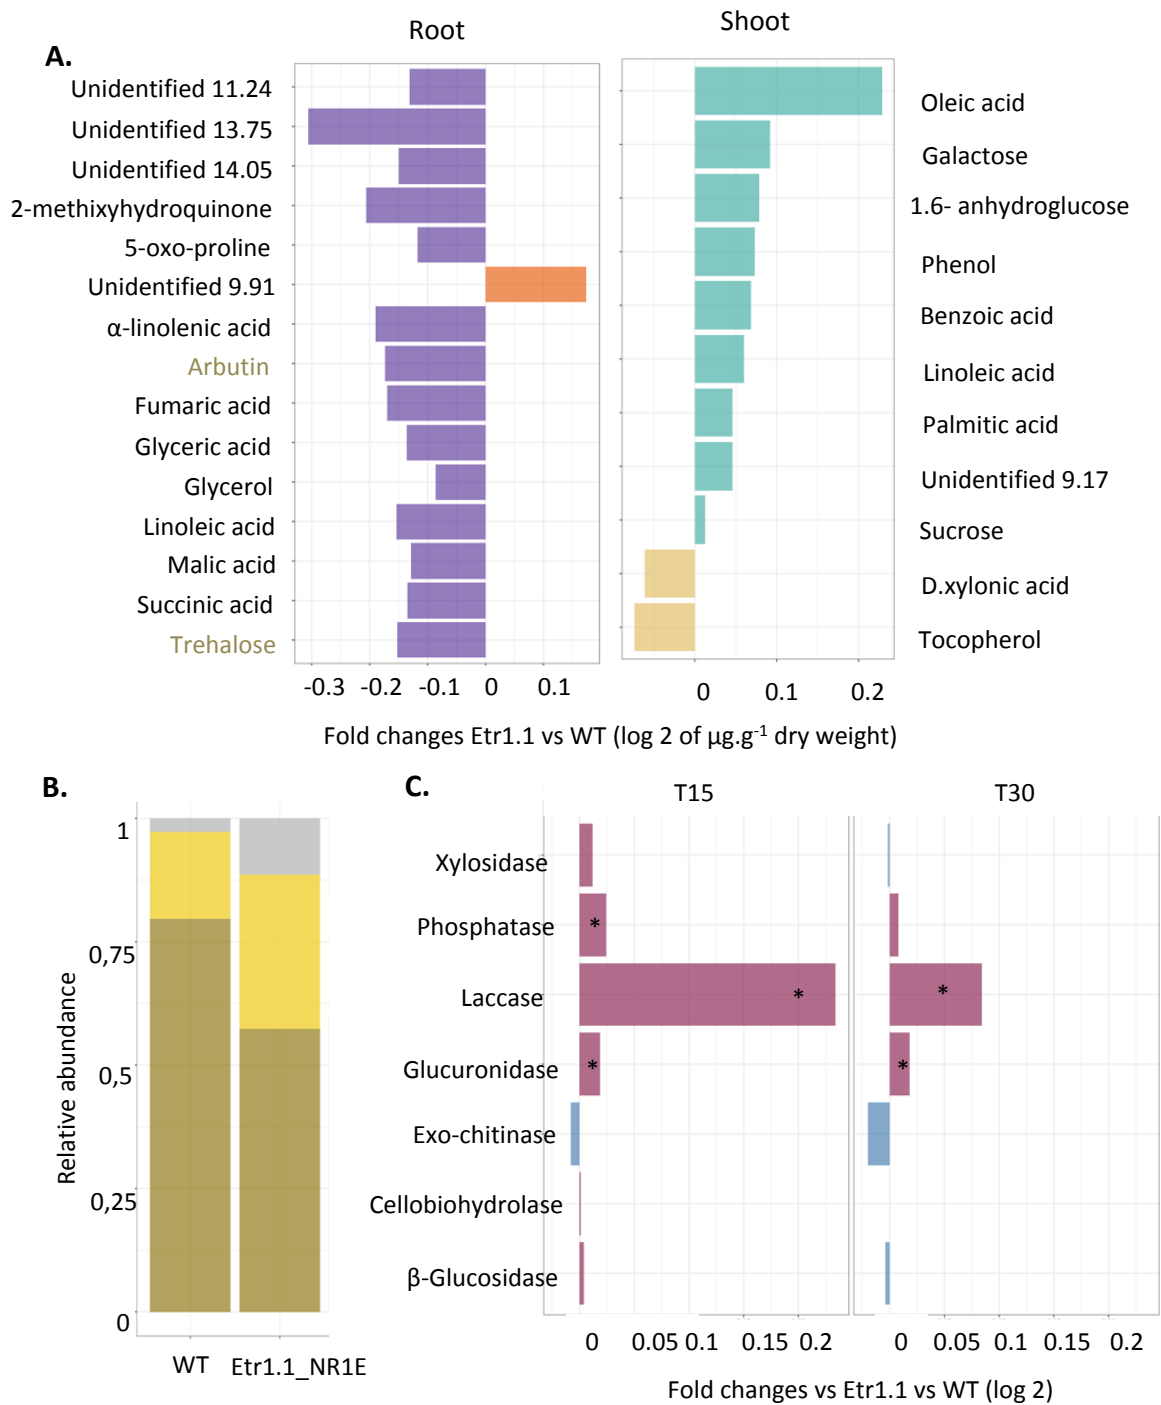 Root
Shoot
A.
Unidentified 11.24
Unidentified 13.75
Unidentified 14.05
2-methixyhydroquinone
5-oxo-proline
Unidentified 9.91
α-linolenic acid
Arbutin
Fumaric acid
Glyceric acid
Glycerol
Linoleic acid
Malic acid
Succinic acid
Trehalose
Oleic acid
Galactose
1.6- anhydroglucose
Phenol
Benzoic acid
Linoleic acid
Palmitic acid
Unidentified 9.17
Sucrose
D.xylonic acid
Tocopherol
-0.3 -0.2 -0.1 0 0.1
0 0.1 0.2
Fold changes Etr1.1 vs WT (log 2 of µg.g-1 dry weight)
B.
Relative abundance
1
0,75
0,5
0,25
0
WT Etr1.1_NR1E
C.
T15 T30
Xylosidase
Phosphatase *
Laccase * *
Glucuronidase * *
Exo-chitinase
Cellobiohydrolase
β-Glucosidase
0 0.05 0.1 0.15 0.2
0 0.05 0.1 0.15 0.2
Fold changes vs Etr1.1 vs WT (log 2)